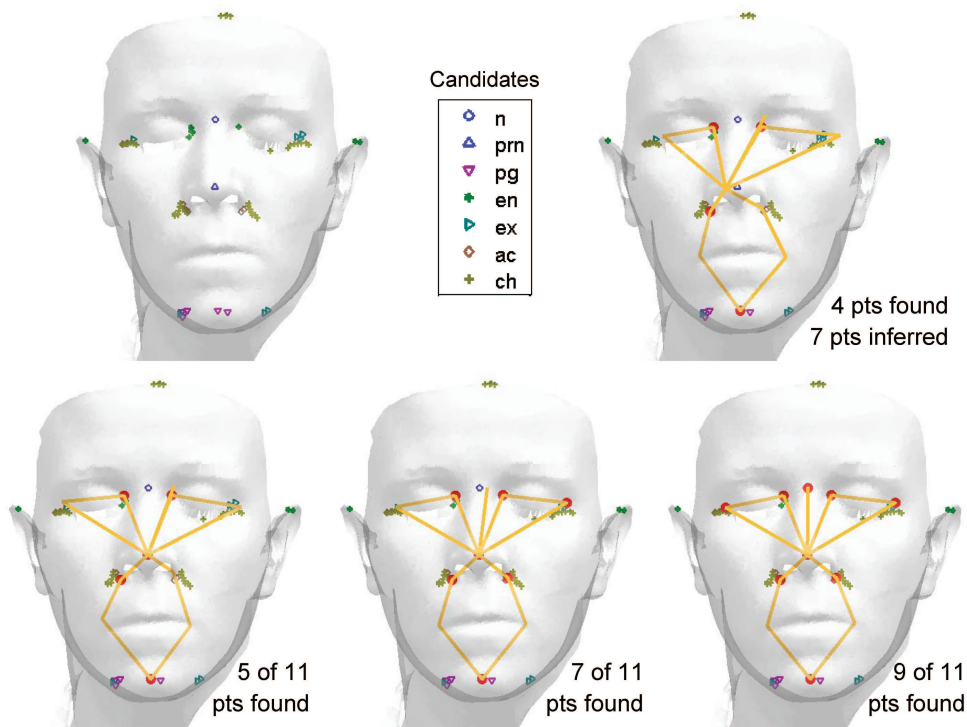 Candidates
n
prn
pg
en
ex
ac
ch
4 pts found
7 pts inferred
5 of 11
pts found
7 of 11
pts found
9 of 11
pts found